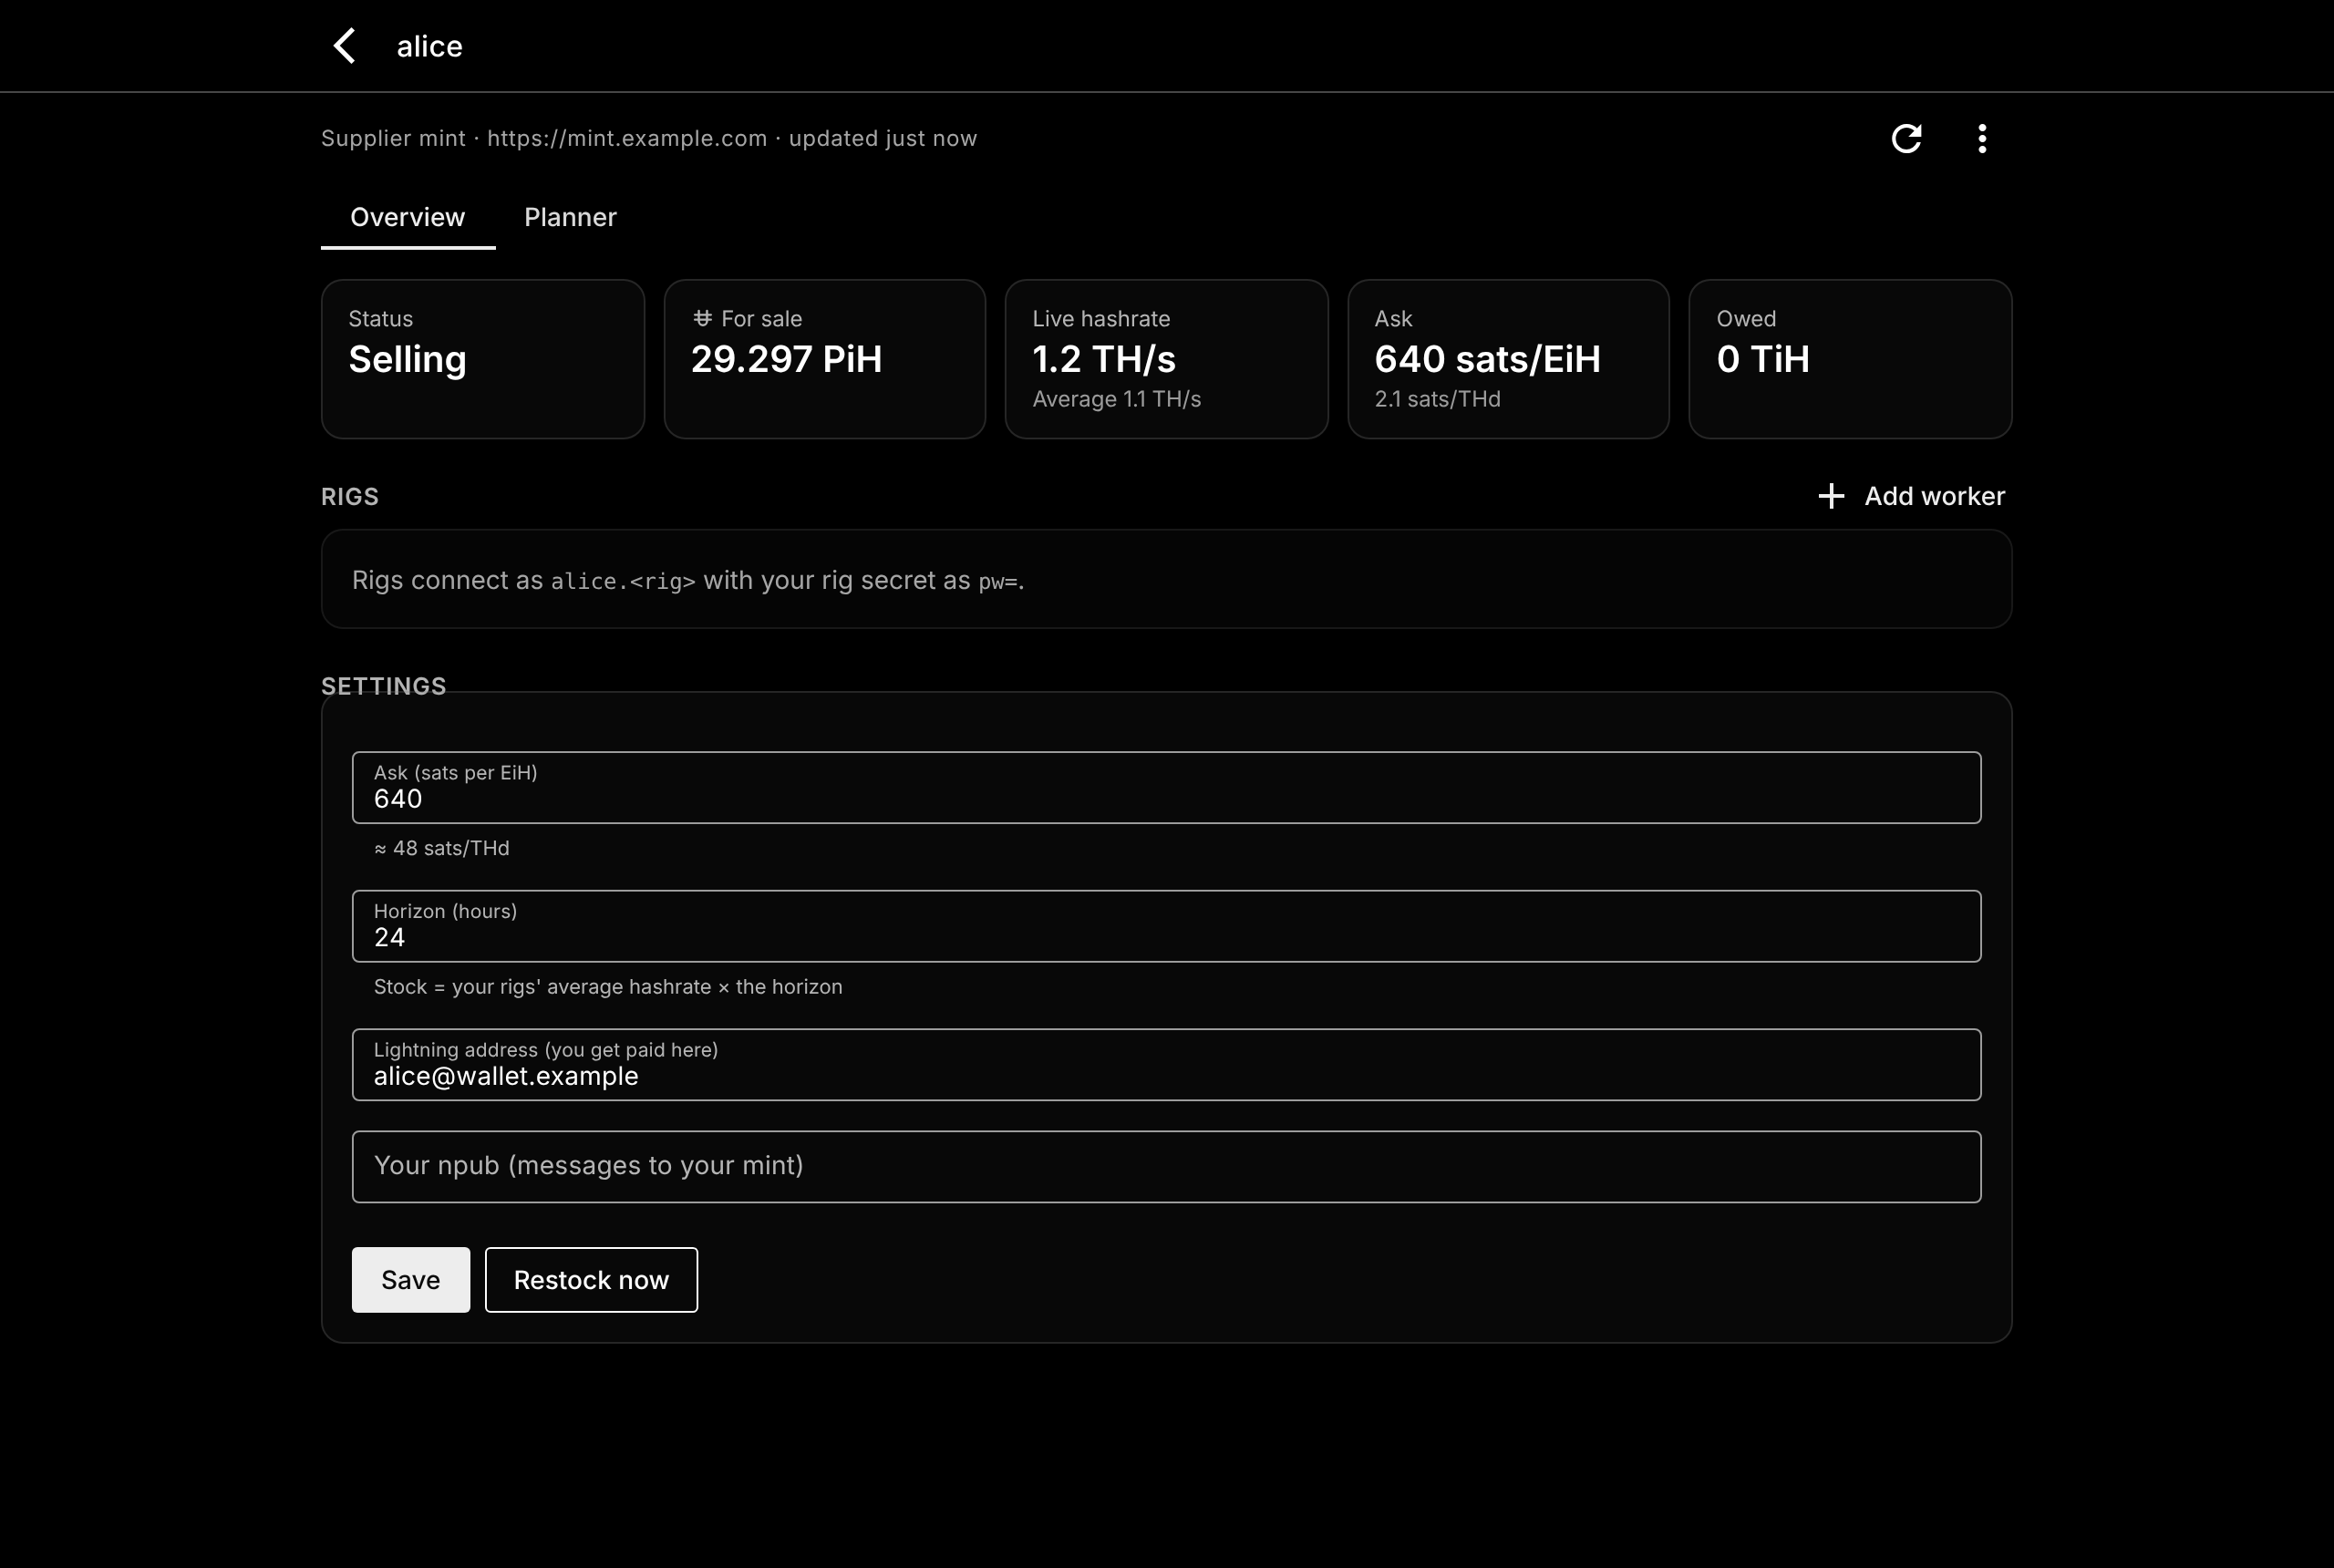 alice
Supplier mint · https://mint.example.com · updated just now
Overview Planner
Status
Selling
For sale
29.297 PiH
Live hashrate
1.2 TH/s
Average 1.1 TH/s
Ask
640 sats/EiH
2.1 sats/THd
Owed
0 TiH
RIGS
Add worker
Rigs connect as alice.<rig> with your rig secret as pw=.
SETTINGS
Ask (sats per EiH)
640
≈ 48 sats/THd
Horizon (hours)
24
Stock = your rigs' average hashrate × the horizon
Lightning address (you get paid here)
alice@wallet.example
Your npub (messages to your mint)
Save
Restock now